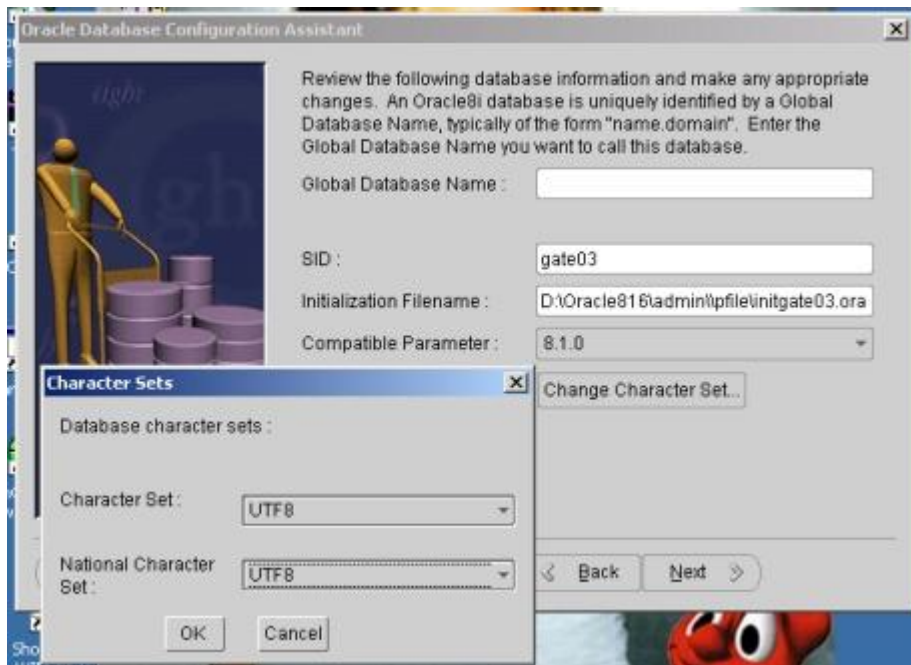 Oracle Database Configuration Assistant
right
Review the following database information and make any appropriate
changes. An Oracle8i database is uniquely identified by a Global
Database Name, typically of the form "name.domain". Enter the
Global Database Name you want to call this database.
Global Database Name :
SID :
gate03
Initialization Filename :
D:\Oracle816\admin\\pfile\initgate03.ora
Compatible Parameter :
8.1.0
Change Character Set...
Character Sets
Database character sets :
Character Set :
UTF8
National Character
Set :
UTF8
OK
Cancel
Back
Next
Sho